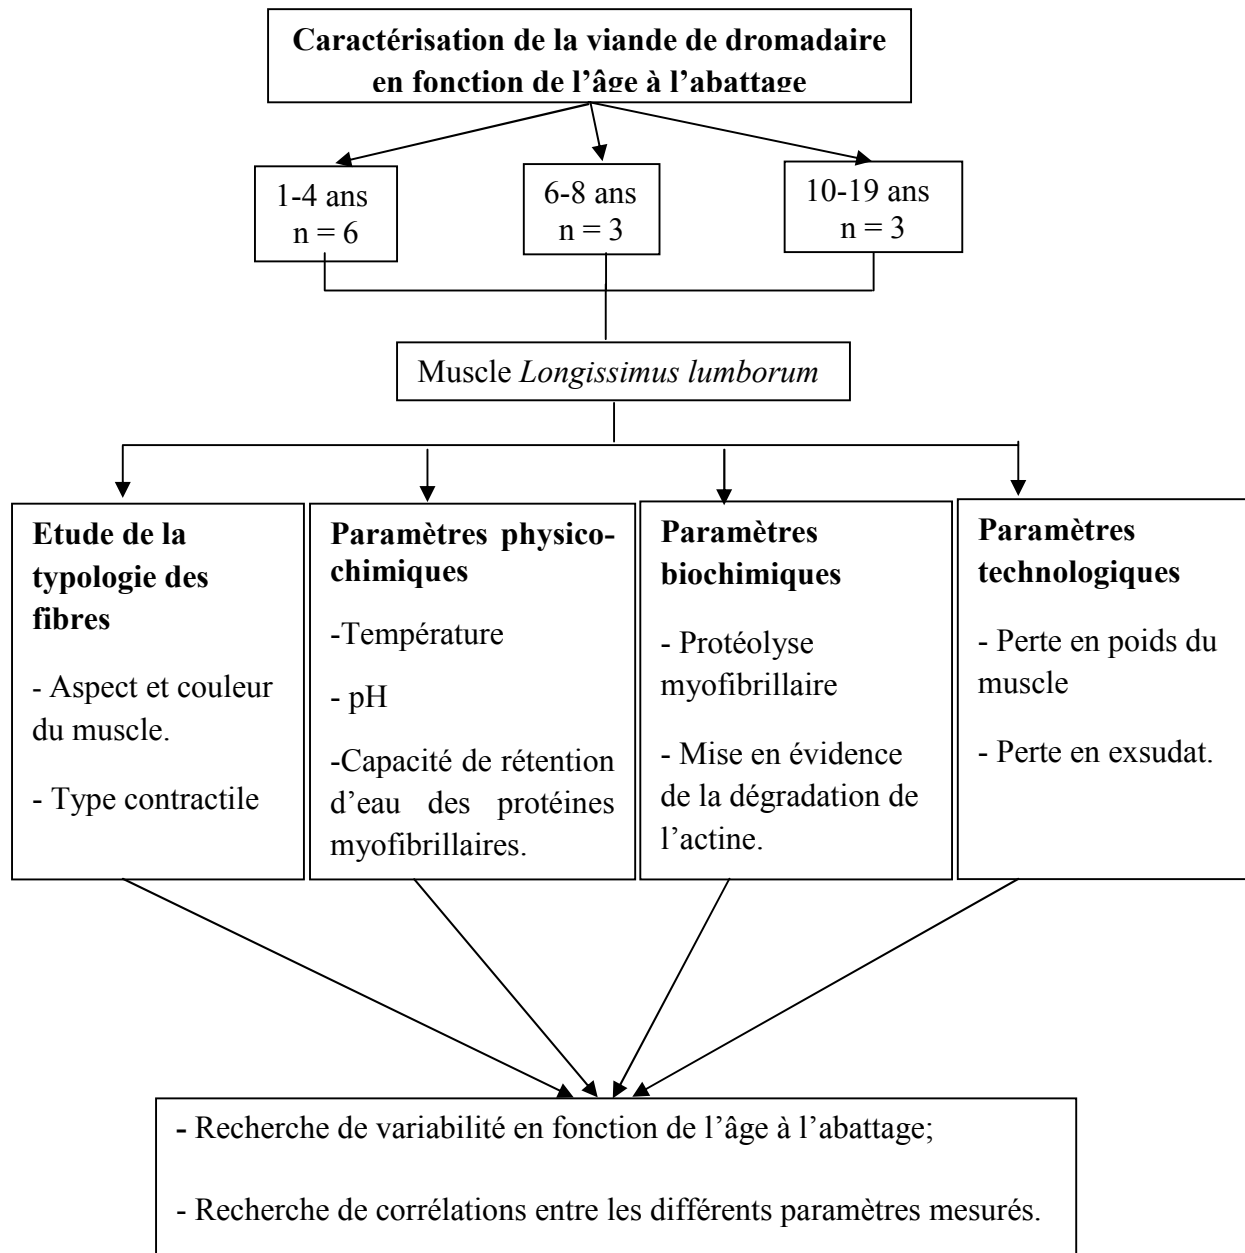 Caractérisation de la viande de dromadaire
en fonction de l’âge à l’abattage
1-4 ans
n = 6
6-8 ans
n = 3
10-19 ans
n = 3
Muscle Longissimus lumborum
Etude de la
typologie des
fibres
- Aspect et couleur
du muscle.
- Type contractile
Paramètres physico-
chimiques
-Température
- pH
-Capacité de rétention
d’eau des protéines
myofibrillaires.
Paramètres
biochimiques
- Protéolyse
myofibrillaire
- Mise en évidence
de la dégradation de
l’actine.
Paramètres
technologiques
- Perte en poids du
muscle
- Perte en exsudat.
- Recherche de variabilité en fonction de l’âge à l’abattage;
- Recherche de corrélations entre les différents paramètres mesurés.